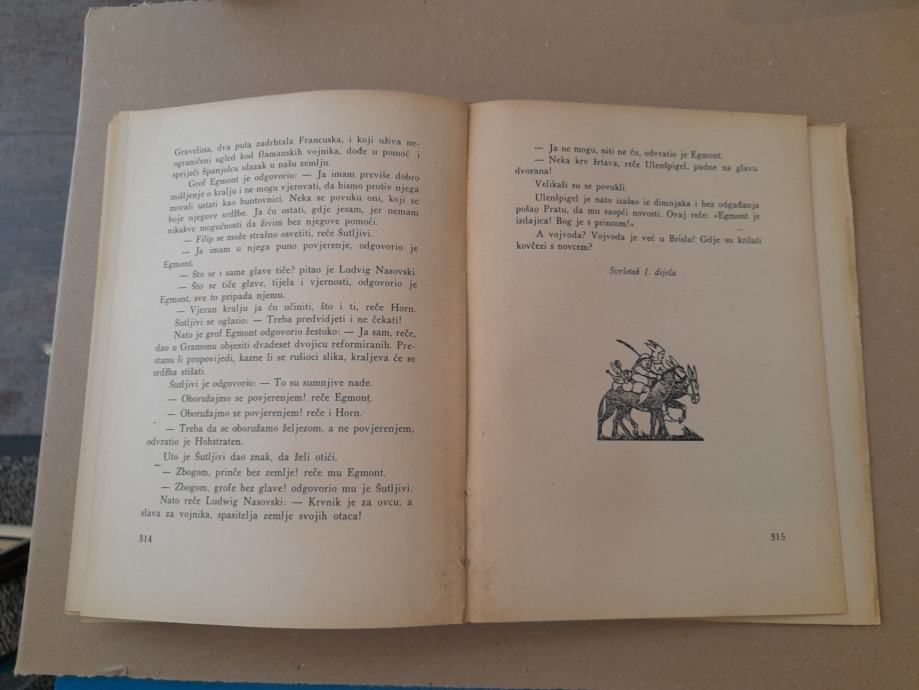 Gravelina, dva puta zadrhtala Francuska, i koji uživa ne-
ograničeni ugled kod flamanskih vojnika, dođe u pomoć i
spriječi Španjolcu ulazak u našu zemlju.
Grof Egmont je odgovorio: — Ja imam previše dobro
mišljenje o kralju i ne mogu vjerovati, da bismo protiv njega
morali ustati kao buntovnici. Neka se povuku oni, koji se
boje njegove srdžbe. Ja ću ostati, gdje jesam, jer nemam
nikakve mogućnosti da živim bez njegove pomoći.
— Filip se može strašno osvetiti, reče Šutljivi.
— Ja imam u njega puno povjerenje, odgovorio je
Egmont.
— Što se i same glave tiče? pitao je Ludvig Nasovski.
— Što se tiče glave, tijela i vjernosti, odgovorio je
Egmont, sve to pripada njemu.
— Vjeran kralju ja ću učiniti, što i ti, reče Horn.
Šutljivi se oglasio: — Treba predvidjeti i ne čekati!
Nato je grof Egmont odgovorio žestoko: — Ja sam, reče,
dao u Gramonu objesiti dvadeset dvojicu reformiranih. Pre-
stanu li propovijedi, kazne li se rušioci slika, kraljeva će se
srdžba stišati.
Šutljivi je odgovorio: — To su sumnjive nade.
— Oboružajmo se povjerenjem! reče Egmont.
— Oboružajmo se povjerenjem! reče i Horn.
— Treba da se oboružamo željezom, a ne povjerenjem,
odvratio je Hohstraten.
Uto je Šutljivi dao znak, da želi otići.
— Zbogom, prinče bez zemlje! reče mu Egmont.
— Zbogom, grofe bez glave! odgovorio mu je Šutljivi.
Nato reče Ludwig Nasovski: — Krvnik je za ovcu, a
slava za vojnika, spasitelja zemlje svojih otaca!
314
— Ja ne mogu, niti ne ću, odvratio je Egmont.
— Neka krv žrtava, reče Ulenšpigel, padne na glavu
dvorana!
Velikaši su se povukli.
Ulenšpigel je nato izašao iz dimnjaka i bez odgađanja
pošao Pratu, da mu saopći novosti. Ovaj reče: »Egmont je
izdajica! Bog je s princom!«
A vojvoda? Vojvoda je već u Brislu! Gdje su krilati
kovčezi s novcem?
Svršetak I. dijela
315